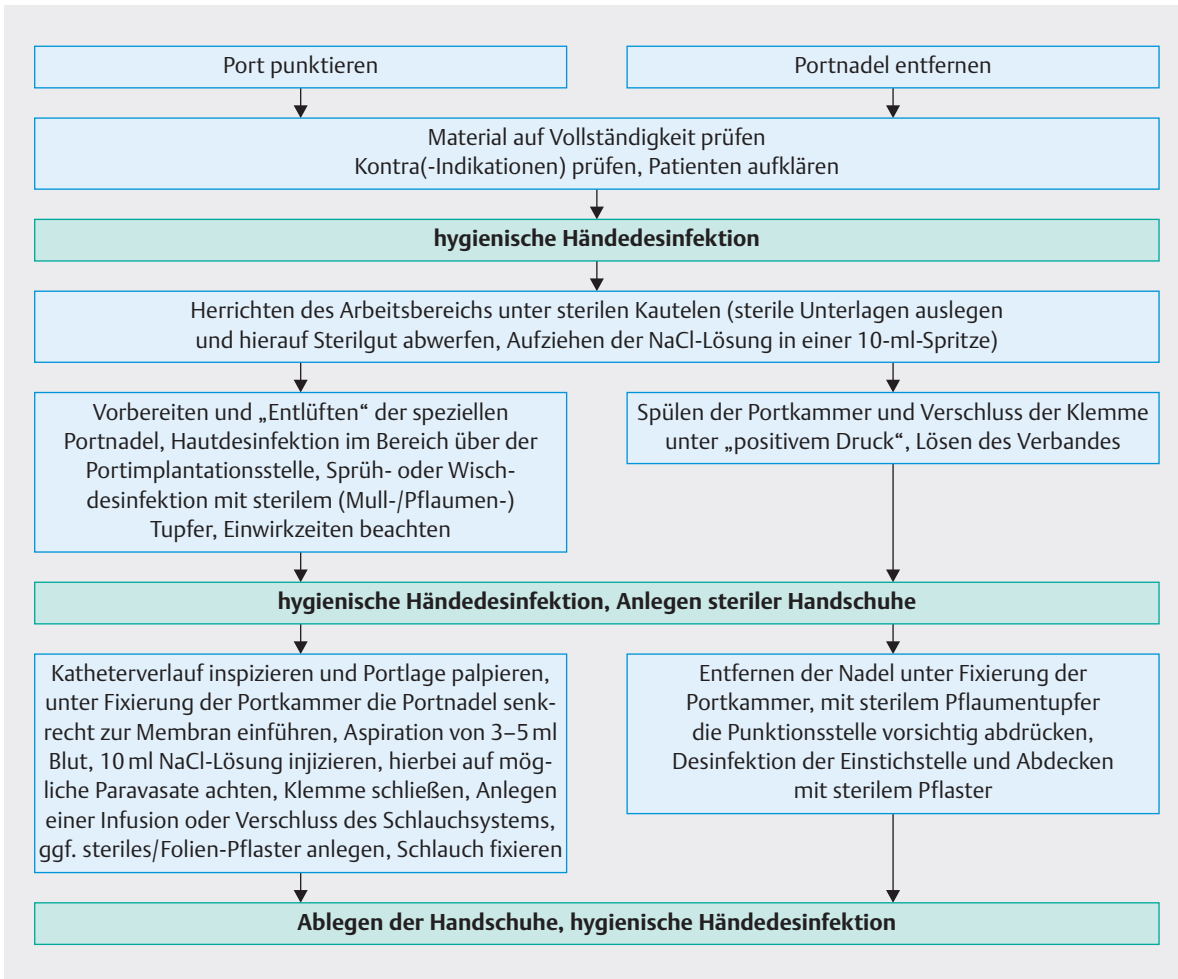 Port punktieren
Portnadel entfernen
Material auf Vollständigkeit prüfen
Kontra(-Indikationen) prüfen, Patienten aufklären
hygienische Händedesinfektion
Herrichten des Arbeitsbereichs unter sterilen Kautelen (sterile Unterlagen auslegen
und hierauf Sterilgut abwerfen, Aufziehen der NaCl-Lösung in einer 10-ml-Spritze)
Vorbereiten und „Entlüften“ der speziellen
Portnadel, Hautdesinfektion im Bereich über der
Portimplantationsstelle, Sprüh- oder Wisch-
desinfektion mit sterilem (Mull-/Pflaumen-)
Tupfer, Einwirkzeiten beachten
Spülen der Portkammer und Verschluss der Klemme
unter „positivem Druck“, Lösen des Verbandes
hygienische Händedesinfektion, Anlegen steriler Handschuhe
Katheterverlauf inspizieren und Portlage palpieren,
unter Fixierung der Portkammer die Portnadel senk-
recht zur Membran einführen, Aspiration von 3–5 ml
Blut, 10 ml NaCl-Lösung injizieren, hierbei auf mög-
liche Paravasate achten, Klemme schließen, Anlegen
einer Infusion oder Verschluss des Schlauchsystems,
ggf. steriles/Folien-Pflaster anlegen, Schlauch fixieren
Entfernen der Nadel unter Fixierung der
Portkammer, mit sterilem Pflaumentupfer
die Punktionsstelle vorsichtig abdrücken,
Desinfektion der Einstichstelle und Abdecken
mit sterilem Pflaster
Ablegen der Handschuhe, hygienische Händedesinfektion